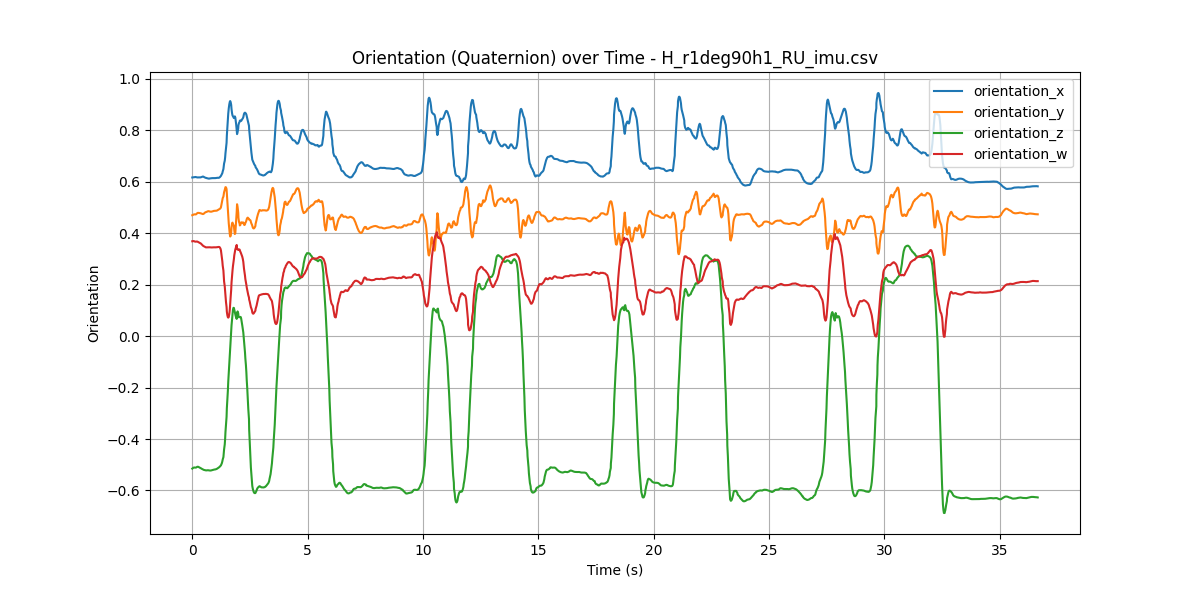 Orientation (Quaternion) over Time - H_r1deg90h1_RU_imu.csv
orientation_x
orientation_y
orientation_z
orientation_w
Orientation
1.0
0.8
0.6
0.4
0.2
0.0
−0.2
−0.4
−0.6
0 5 10 15 20 25 30 35
Time (s)